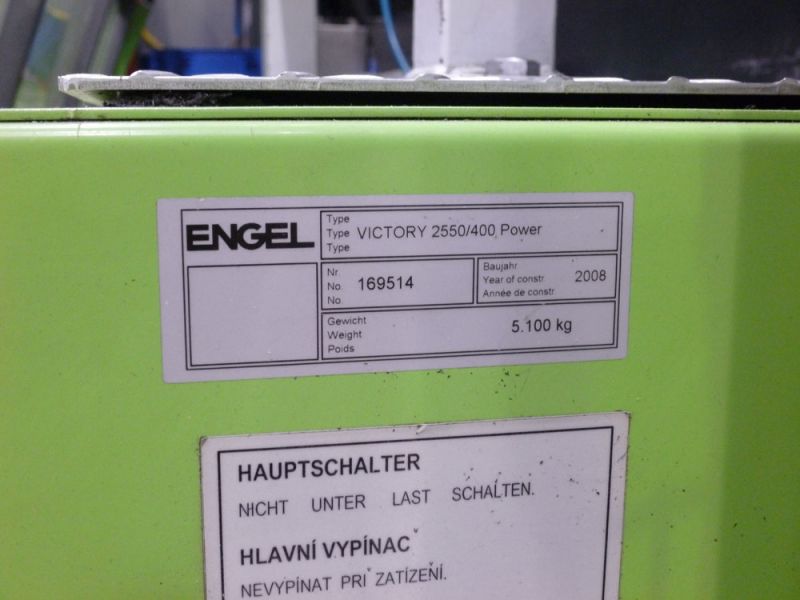 ENGEL
Type
Type VICTORY 2550/400 Power
Type
Nr.
No. 169514
No.
Baujahr
Year of constr. 2008
Année de constr.
Gewicht
Weight 5.100 kg
Poids
HAUPTSCHALTER
NICHT UNTER LAST SCHALTEN.
HLAVNÍ VYPÍNAČ
NEVYPÍNAT PŘI ZATÍŽENÍ.